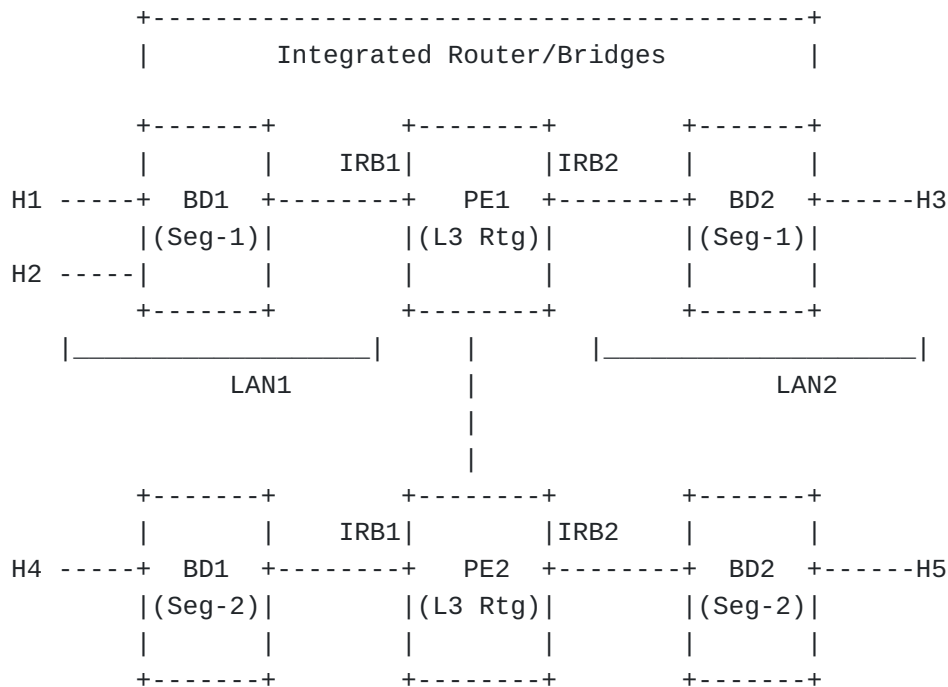 Integrated Router/Bridges
IRB1 IRB2
H1 BD1 PE1 BD2 H3
(Seg-1) (L3 Rtg) (Seg-1)
H2
LAN1 LAN2
IRB1 IRB2
H4 BD1 PE2 BD2 H5
(Seg-2) (L3 Rtg) (Seg-2)